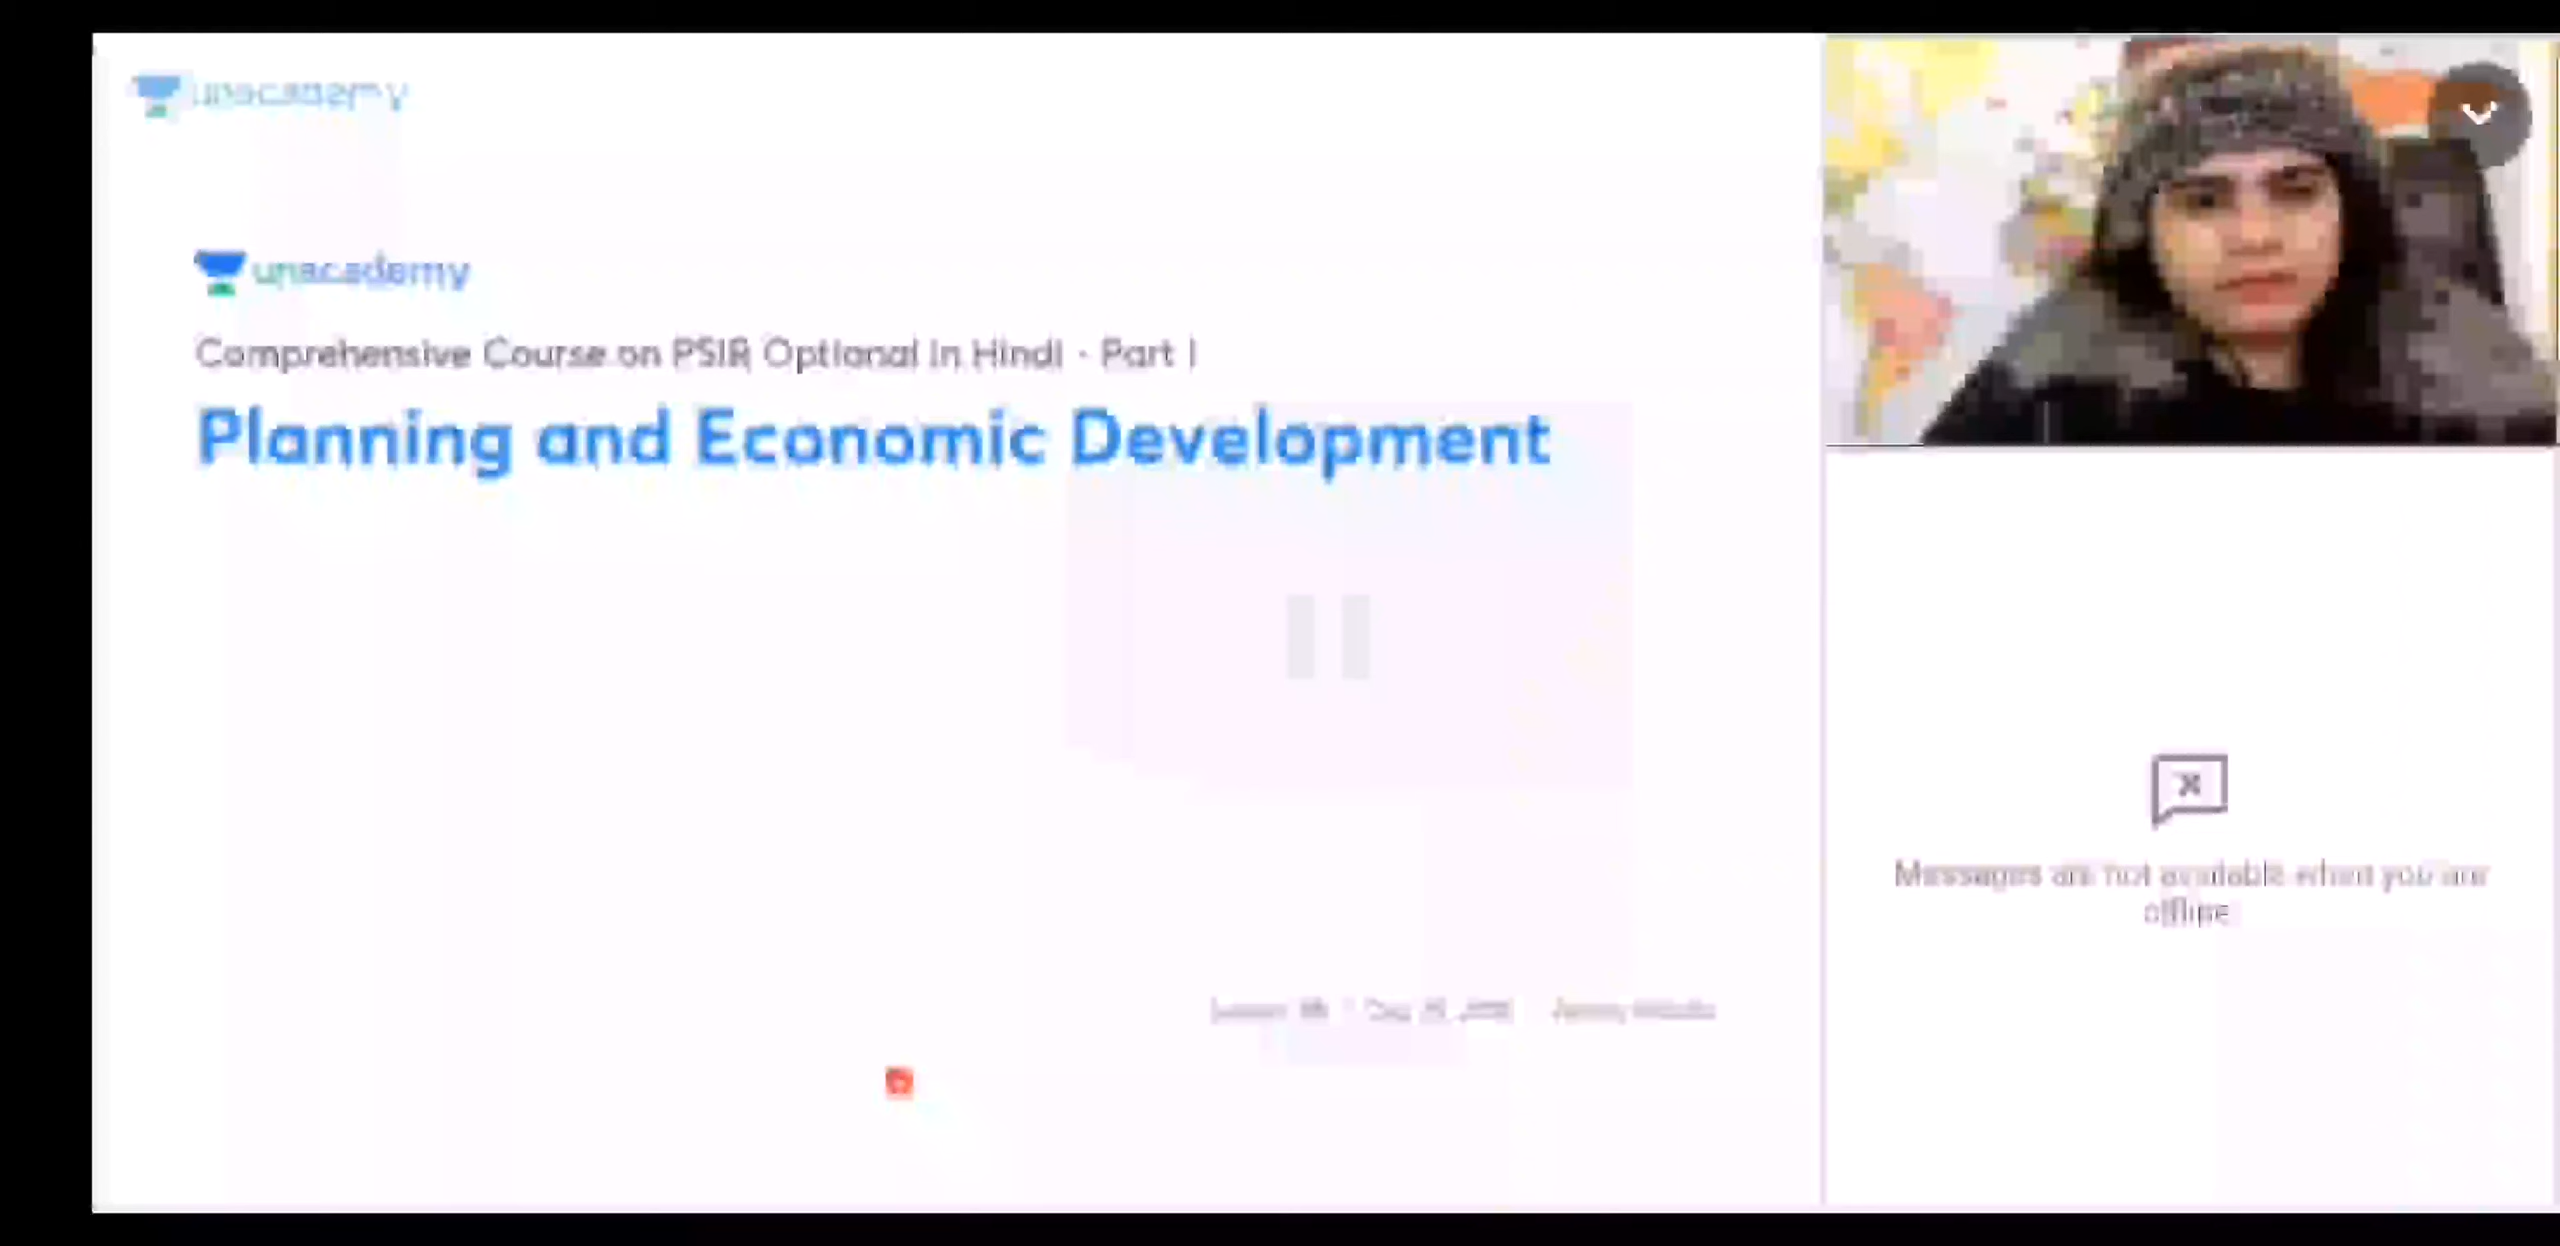 unacademy
unacademy
Comprehensive Course on PSIR Optional in Hindi - Part I
Planning and Economic Development
Messages are not available when you are
offline